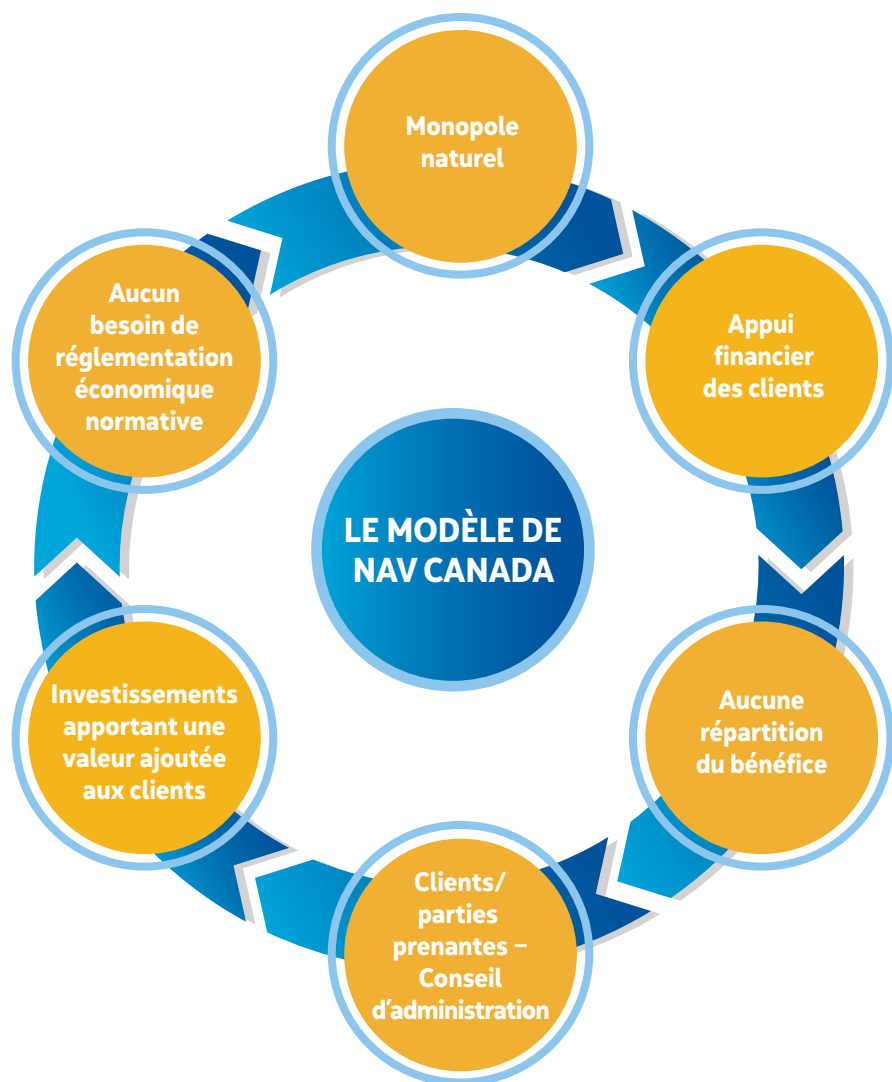 Monopole
naturel
Appui
financier
des clients
Aucune
répartition
du bénéfice
Clients/
parties
prenantes –
Conseil
d’administration
Investissements
apportant une
valeur ajoutée
aux clients
Aucun
besoin de
réglementation
économique
normative
LE MODÈLE DE
NAV CANADA